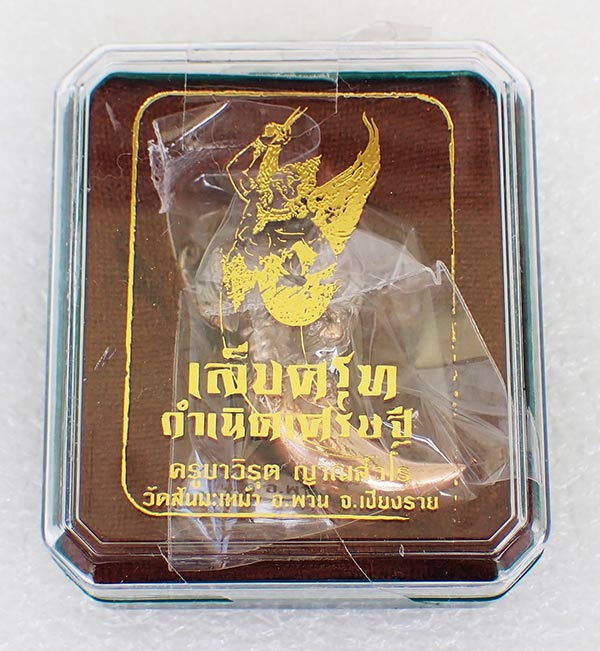 เล็บครุฑ
กำเนิดเศรษฐี
ครูบาวิรุต ญาณสาโร
วัดสันมะเหม้า อ.พาน จ.เชียงราย